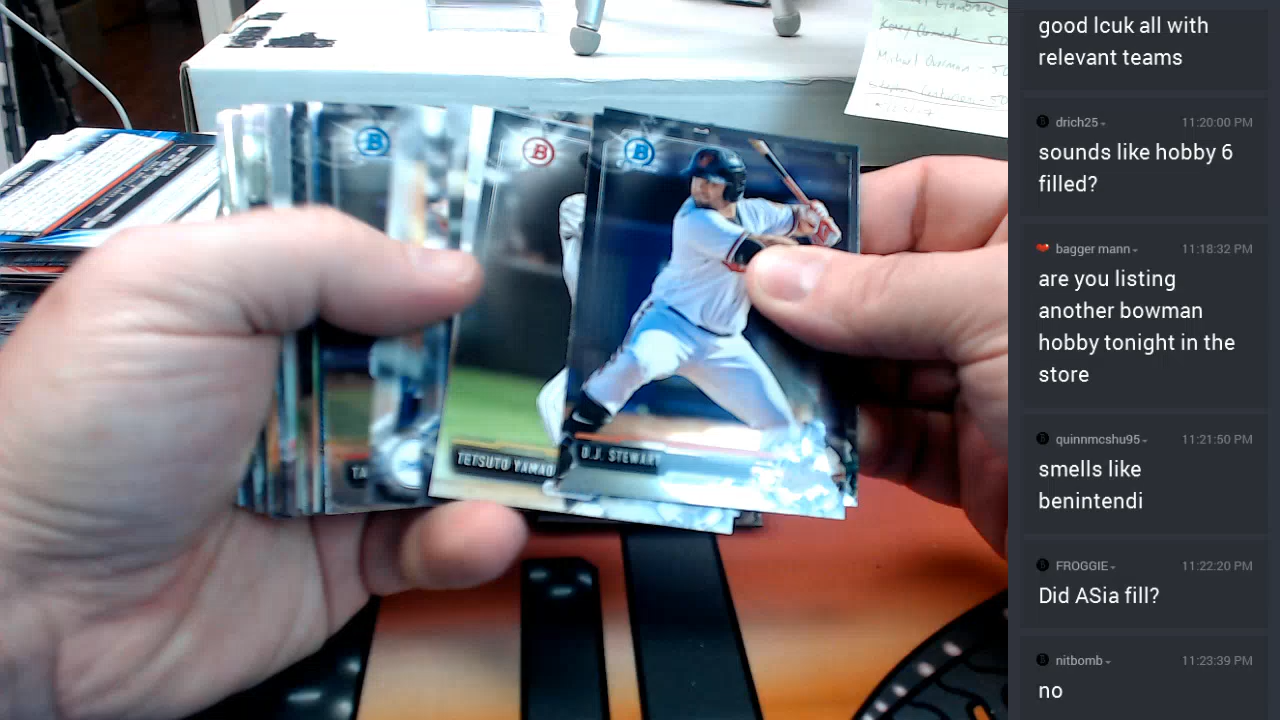 B
B
B
D.J. STEWART
TETSUTO YAMAD
TA
good lcuk all with
relevant teams
drich25
11:20:00 PM
sounds like hobby 6
filled?
bagger mann
11:18:32 PM
are you listing
another bowman
hobby tonight in the
store
quinnmcshu95
11:21:50 PM
smells like
benintendi
FROGGIE
11:22:20 PM
Did ASia fill?
nitbomb
11:23:39 PM
no